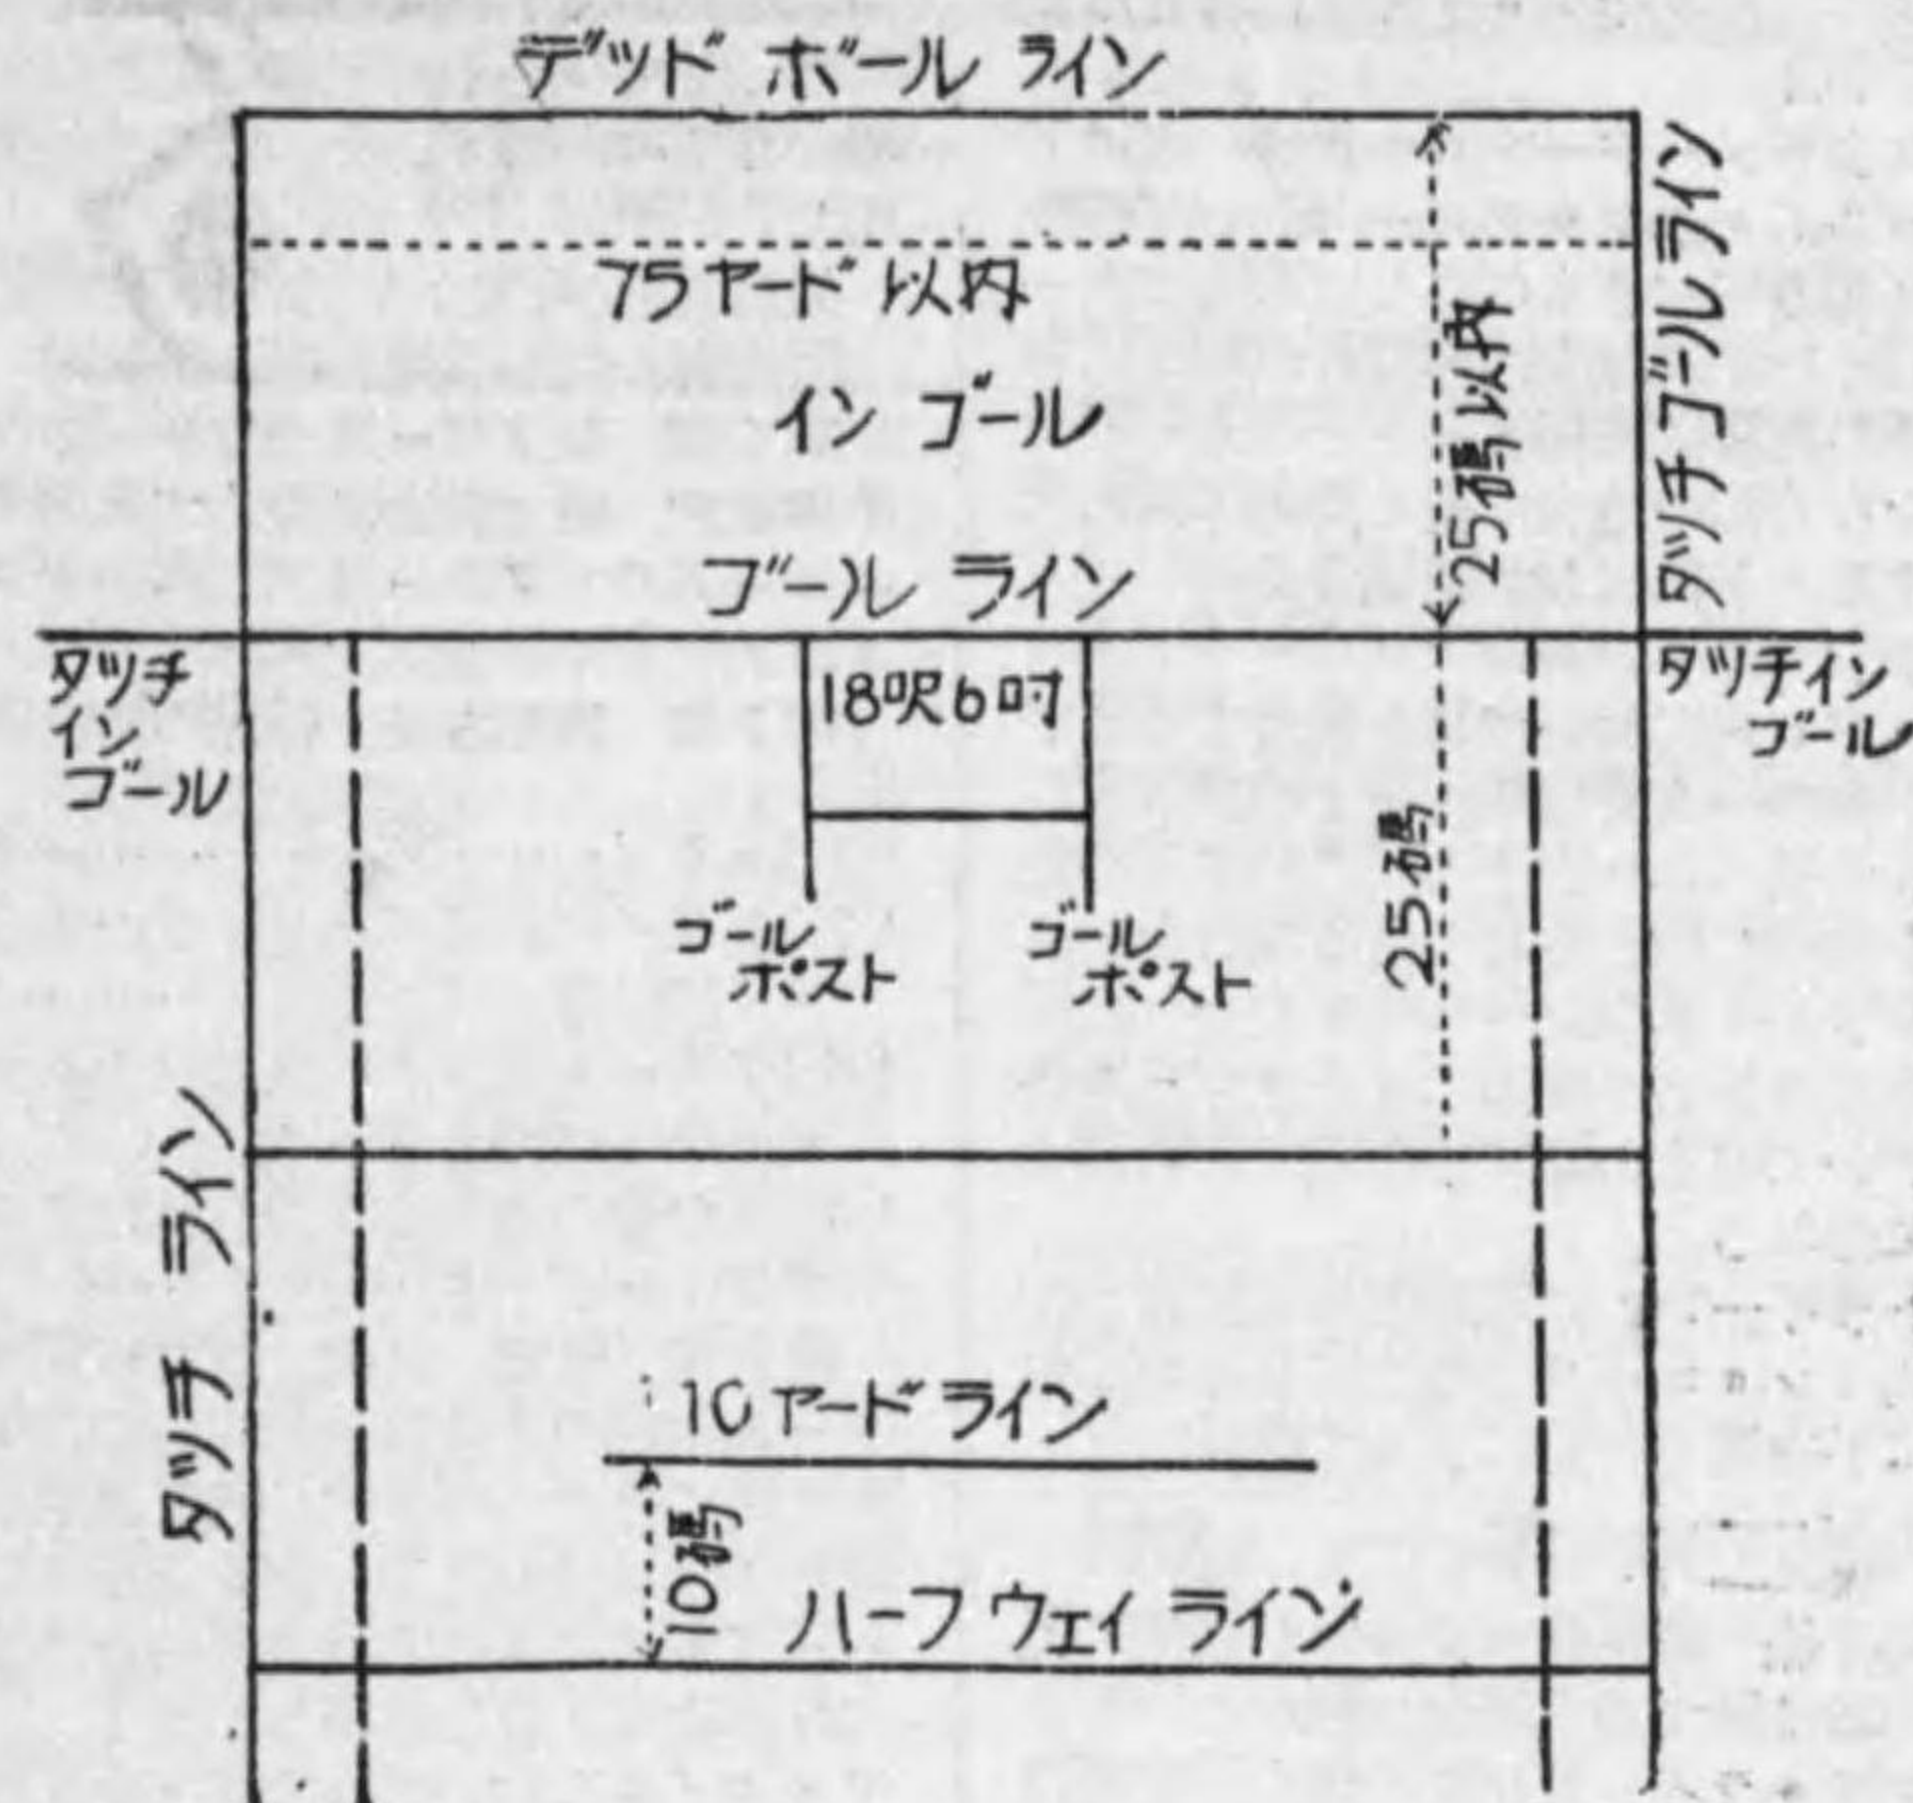 デッド ボール ライン
タッチゴールライン
75ヤード以内
25碼以内
イン ゴール
ゴール ライン
タッチ
イン
ゴール
18呎6吋
タッチイン
ゴール
25碼
ゴール
ポスト
ゴール
ポスト
タッチ ライン
10ヤードライン
10碼
ハーフ ウェイ ライン